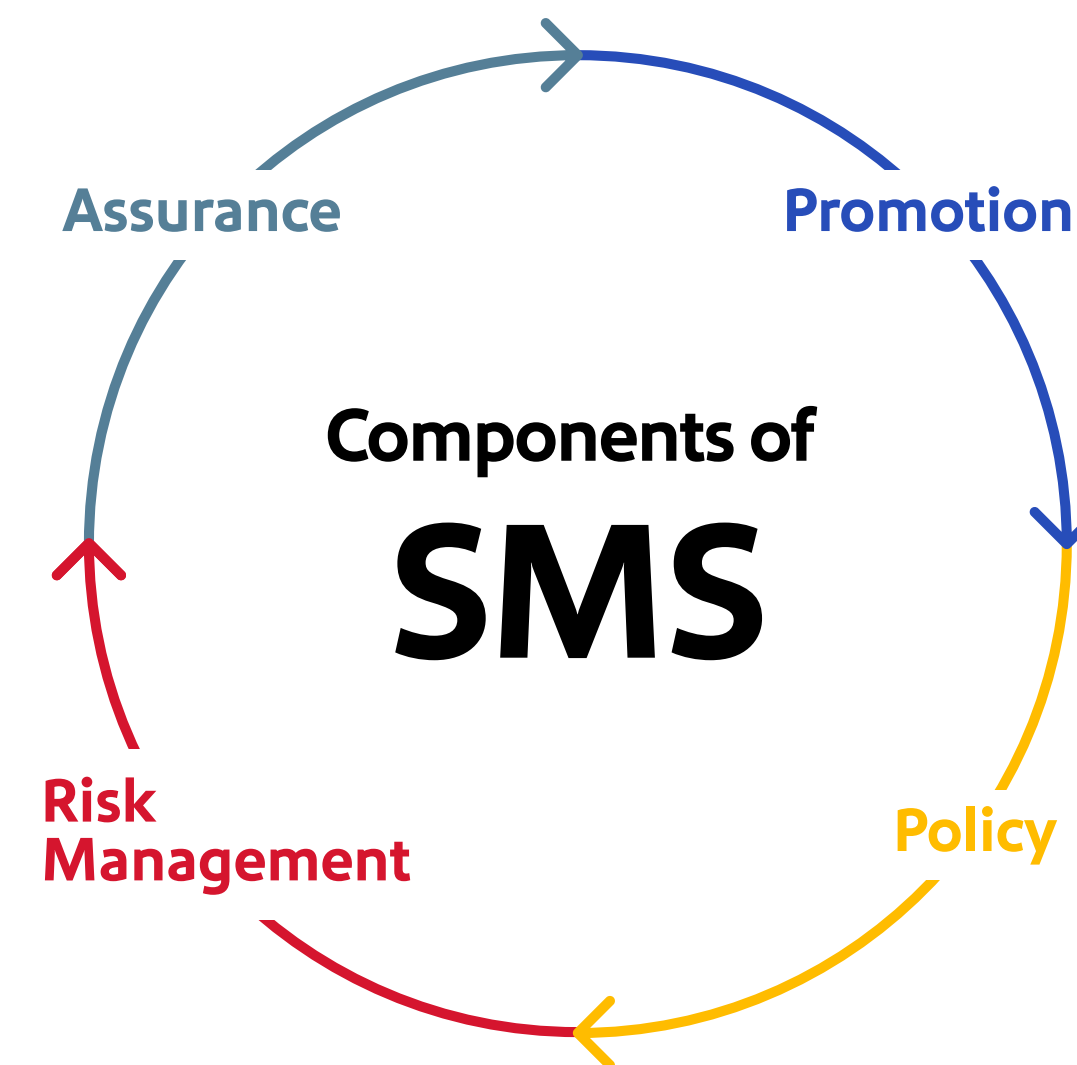 Assurance
Promotion
Components of
SMS
Risk
Management
Policy